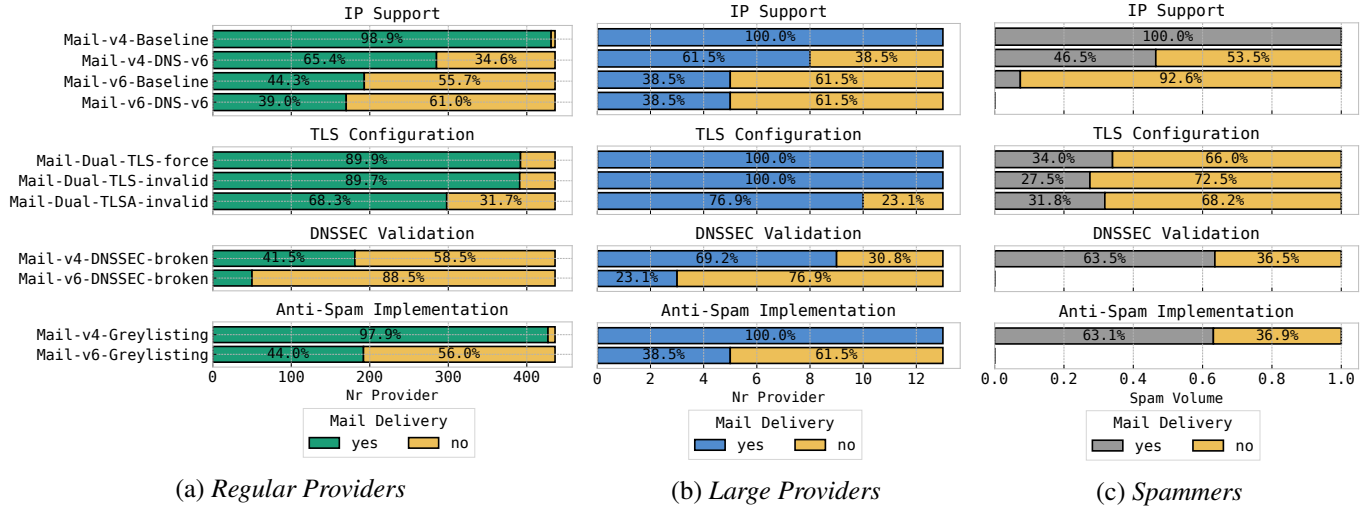 IP Support
Mail-v4-Baseline 98.9%
Mail-v4-DNS-v6 65.4% 34.6%
Mail-v6-Baseline 44.3% 55.7%
Mail-v6-DNS-v6 39.0% 61.0%
TLS Configuration
Mail-Dual-TLS-force 89.9%
Mail-Dual-TLS-invalid 89.7%
Mail-Dual-TLSA-invalid 68.3% 31.7%
DNSSEC Validation
Mail-v4-DNSSEC-broken 41.5% 58.5%
Mail-v6-DNSSEC-broken 88.5%
Anti-Spam Implementation
Mail-v4-Greylisting 97.9%
Mail-v6-Greylisting 44.0% 56.0%
0 100 200 300 400
Nr Provider
Mail Delivery
yes no
(a) Regular Providers
IP Support
100.0%
61.5% 38.5%
38.5% 61.5%
38.5% 61.5%
TLS Configuration
100.0%
100.0%
76.9% 23.1%
DNSSEC Validation
69.2% 30.8%
23.1% 76.9%
Anti-Spam Implementation
100.0%
38.5% 61.5%
0 2 4 6 8 10 12
Nr Provider
Mail Delivery
yes no
(b) Large Providers
IP Support
100.0%
46.5% 53.5%
92.6%
TLS Configuration
34.0% 66.0%
27.5% 72.5%
31.8% 68.2%
DNSSEC Validation
63.5% 36.5%
Anti-Spam Implementation
63.1% 36.9%
0.0 0.2 0.4 0.6 0.8 1.0
Spam Volume
Mail Delivery
yes no
(c) Spammers